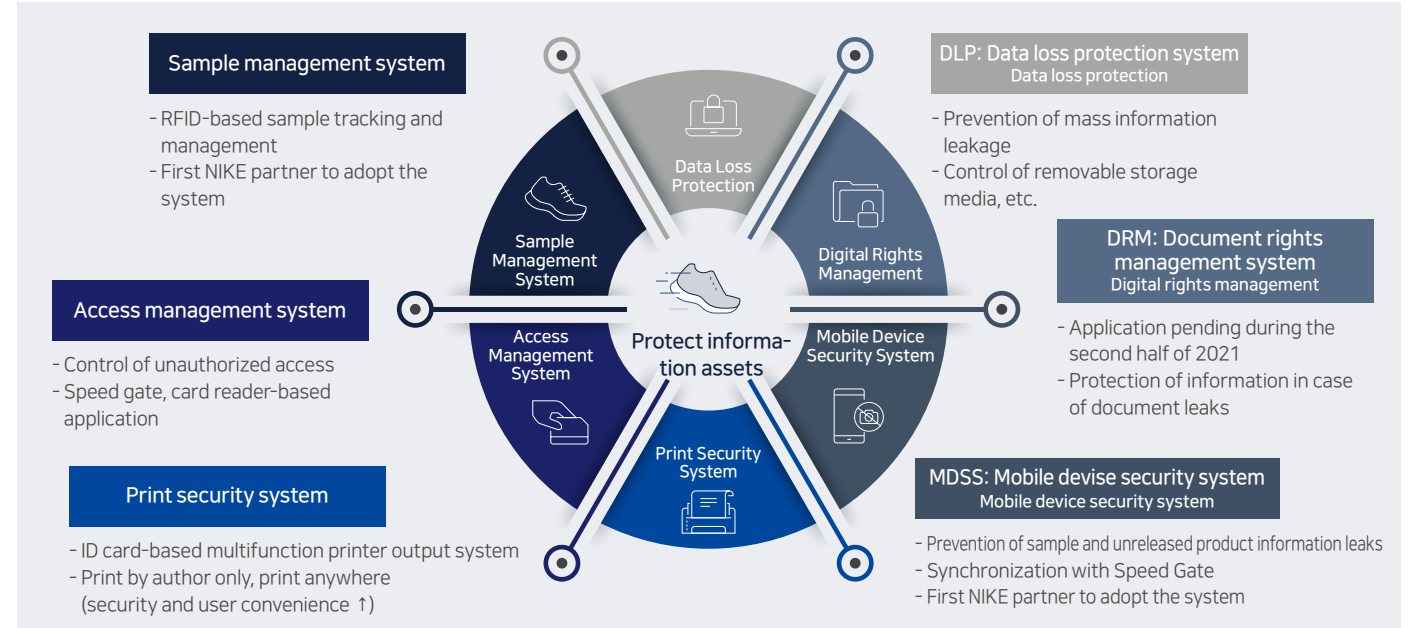 Sample management system
- RFID-based sample tracking and
management
- First NIKE partner to adopt the
system
Access management system
- Control of unauthorized access
- Speed gate, card reader-based
application
Print security system
- ID card-based multifunction printer output system
- Print by author only, print anywhere
(security and user convenience ↑)
Data Loss
Protection
Sample
Management
System
Digital Rights
Management
Protect informa-
tion assets
Access
Management
System
Mobile Device
Security System
Print Security
System
DLP: Data loss protection system
Data loss protection
- Prevention of mass information
leakage
- Control of removable storage
media, etc.
DRM: Document rights
management system
Digital rights management
- Application pending during the
second half of 2021
- Protection of information in case
of document leaks
MDSS: Mobile devise security system
Mobile device security system
- Prevention of sample and unreleased product information leaks
- Synchronization with Speed Gate
- First NIKE partner to adopt the system